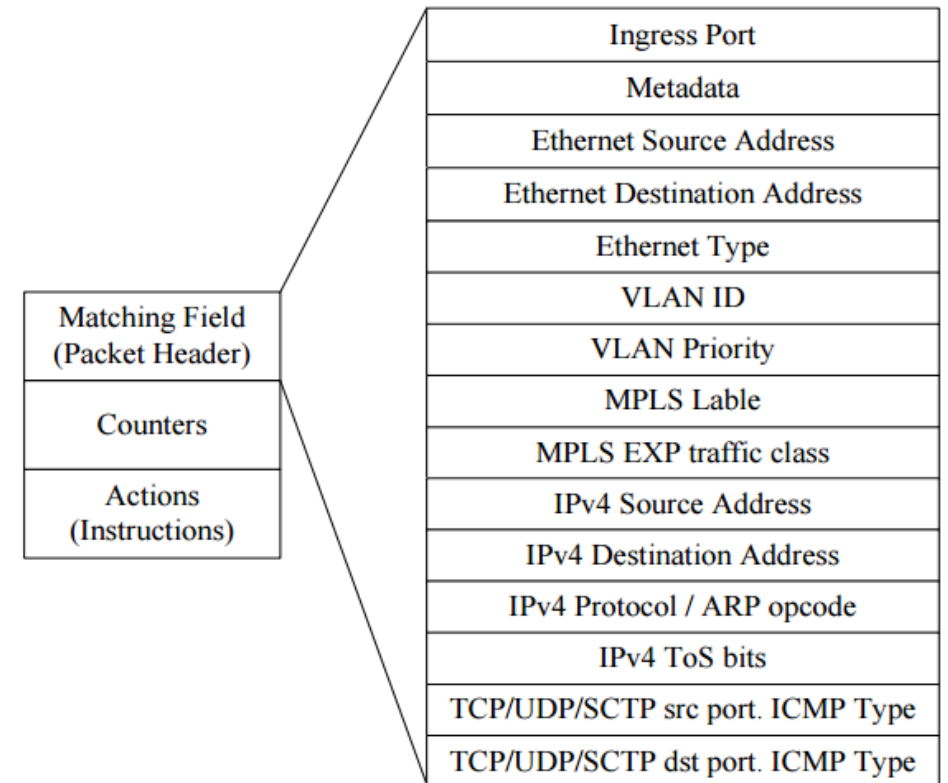 Matching Field
(Packet Header)
Counters
Actions
(Instructions)
Ingress Port
Metadata
Ethernet Source Address
Ethernet Destination Address
Ethernet Type
VLAN ID
VLAN Priority
MPLS Lable
MPLS EXP traffic class
IPv4 Source Address
IPv4 Destination Address
IPv4 Protocol / ARP opcode
IPv4 ToS bits
TCP/UDP/SCTP src port. ICMP Type
TCP/UDP/SCTP dst port. ICMP Type